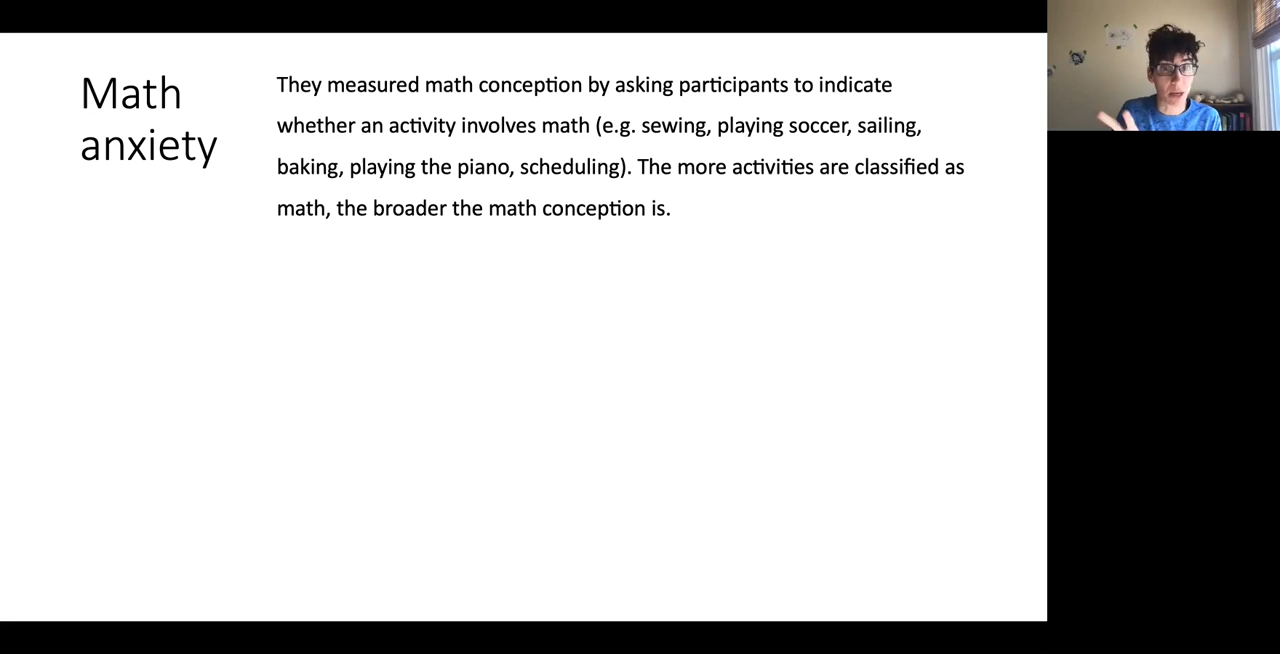 Math
anxiety
They measured math conception by asking participants to indicate
whether an activity involves math (e.g. sewing, playing soccer, sailing,
baking, playing the piano, scheduling). The more activities are classified as
math, the broader the math conception is.